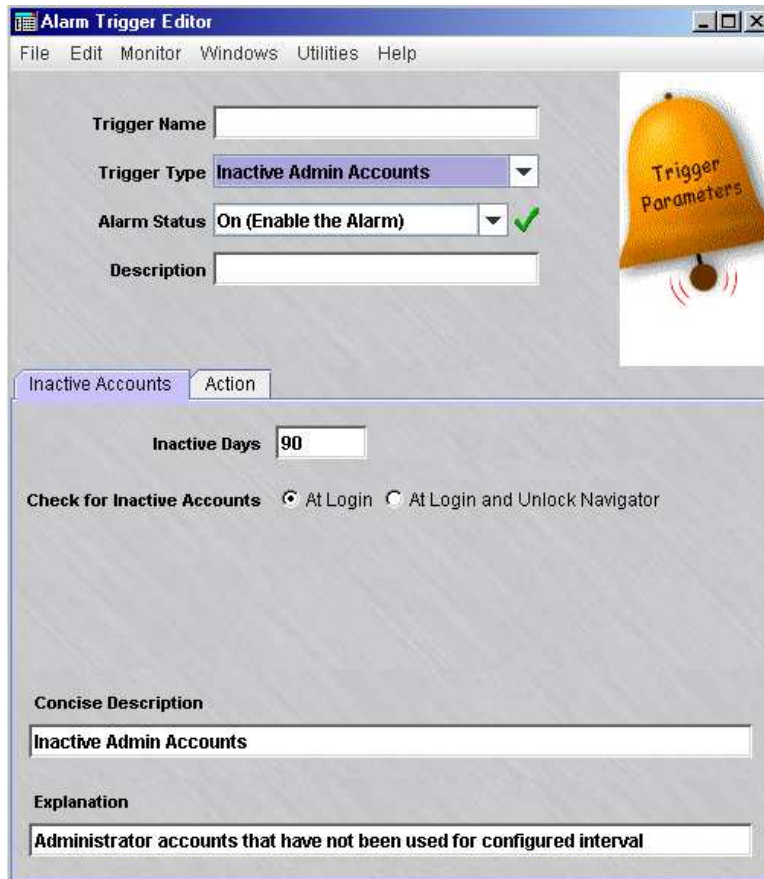 Alarm Trigger Editor
File Edit Monitor Windows Utilities Help
Trigger Name
Trigger Type Inactive Admin Accounts
Alarm Status On (Enable the Alarm)
Description
Trigger
Parameters
Inactive Accounts Action
Inactive Days 90
Check for Inactive Accounts At Login At Login and Unlock Navigator
Concise Description
Inactive Admin Accounts
Explanation
Administrator accounts that have not been used for configured interval